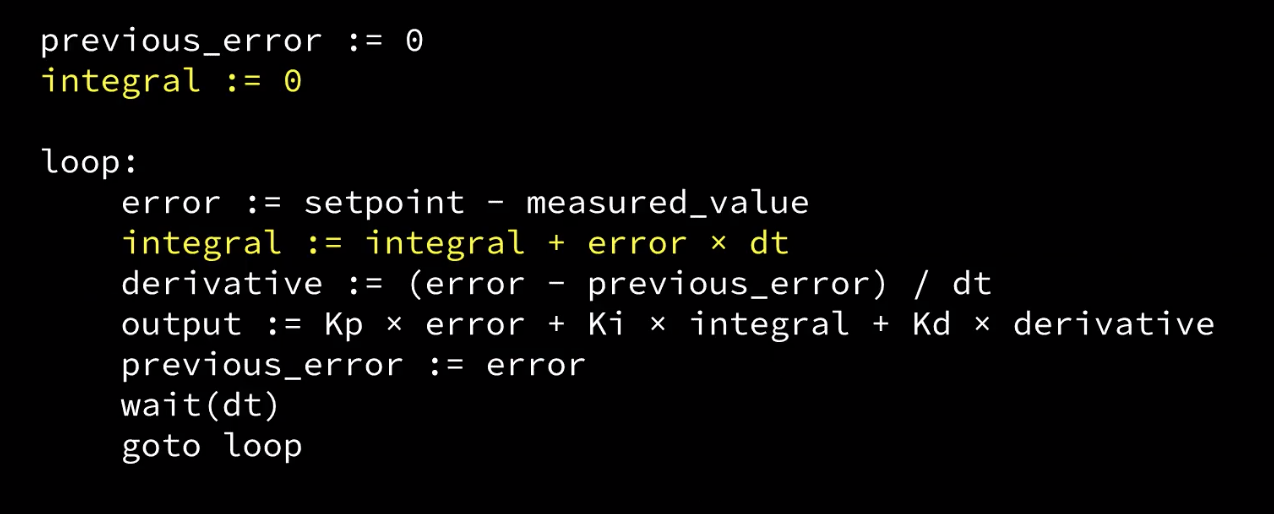 previous_error := 0
integral := 0
loop:
error := setpoint - measured_value
integral := integral + error × dt
derivative := (error - previous_error) / dt
output := Kp × error + Ki × integral + Kd × derivative
previous_error := error
wait(dt)
goto loop